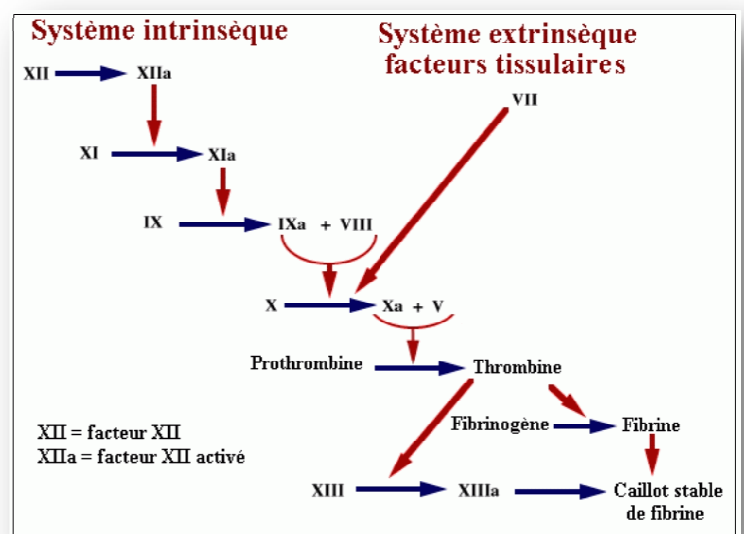 Système intrinsèque
Système extrinsèque
facteurs tissulaires
XII
XIIa
VII
XI
XIa
IX
IXa + VIII
X
Xa + V
Prothrombine
Thrombine
Fibrinogène
Fibrine
XII = facteur XII
XIIa = facteur XII activé
XIII
XIIIa
Caillot stable
de fibrine